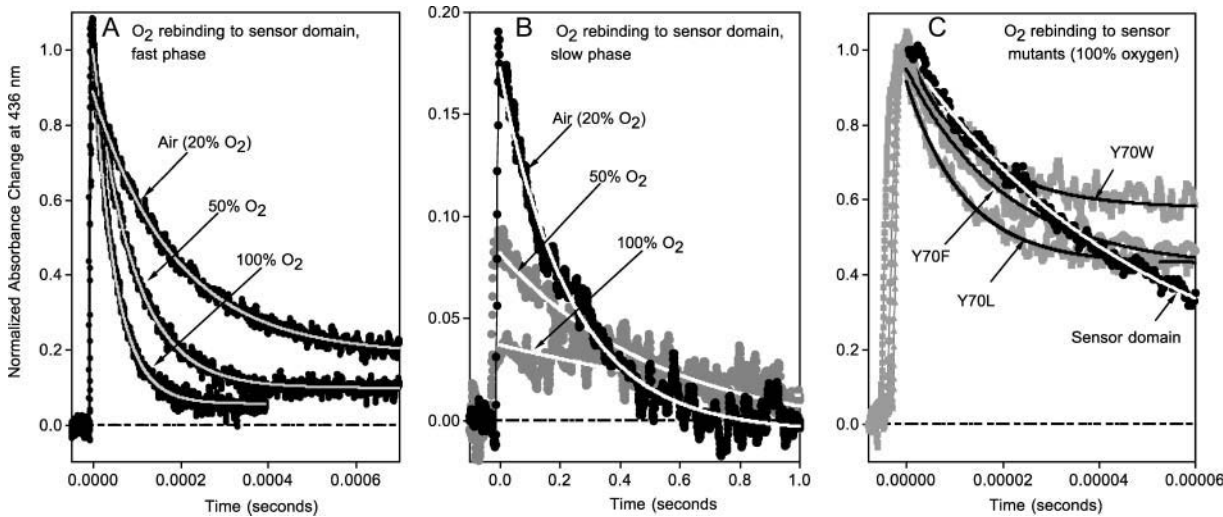 Normalized Absorbance Change at 436 nm
A
O2 rebinding to sensor domain,
fast phase
1.0
0.8
0.6
0.4
0.2
0.0
Air (20% O2)
50% O2
100% O2
0.0000
0.0002
0.0004
0.0006
Time (seconds)
B
O2 rebinding to sensor domain,
slow phase
0.20
0.15
0.10
0.05
0.00
Air (20% O2)
50% O2
100% O2
0.0
0.2
0.4
0.6
0.8
1.0
Time (seconds)
C
O2 rebinding to sensor
mutants (100% oxygen)
1.0
0.8
0.6
0.4
0.2
0.0
Y70W
Y70F
Y70L
Sensor domain
0.00000
0.00002
0.00004
0.00006
Time (seconds)